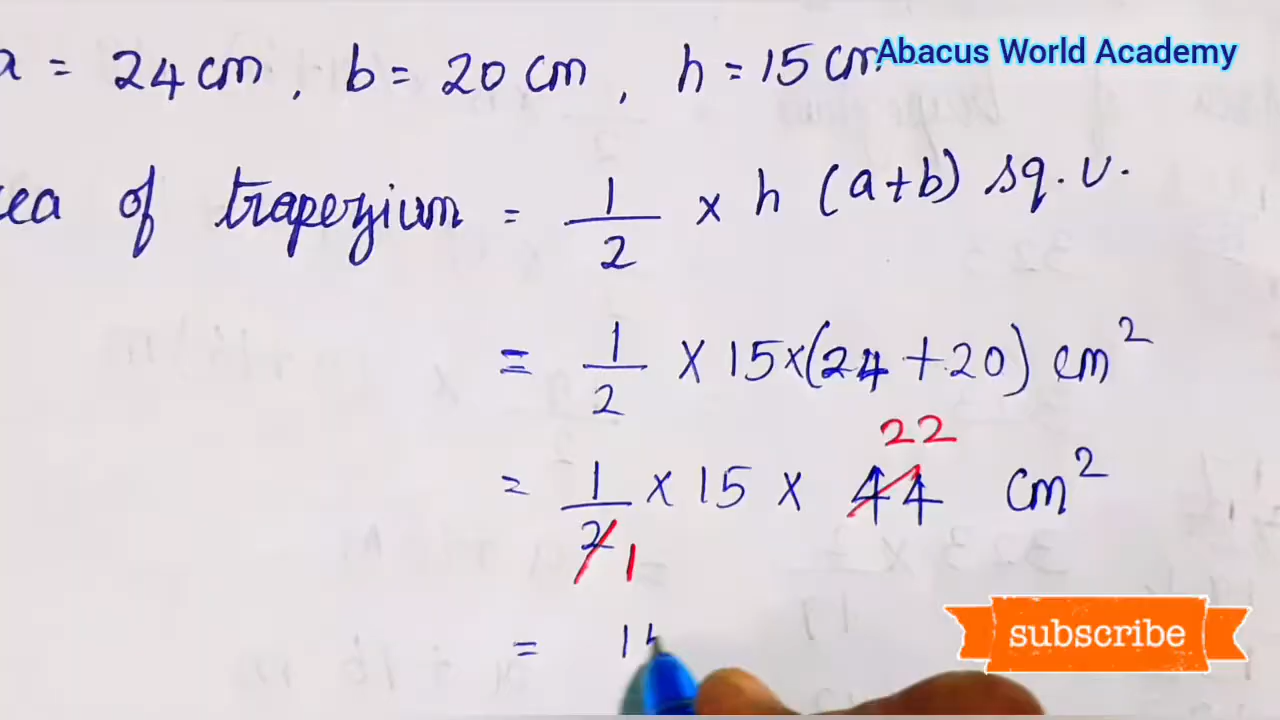 a = 24 cm, b = 20 cm, h = 15 cm
Abacus World Academy
of trapezium = 1/2 × h (a+b) sq. u.
= 1/2 × 15×(24 + 20) cm²
22
= 1/2 × 15 × 44 cm²
1
= 15
subscribe